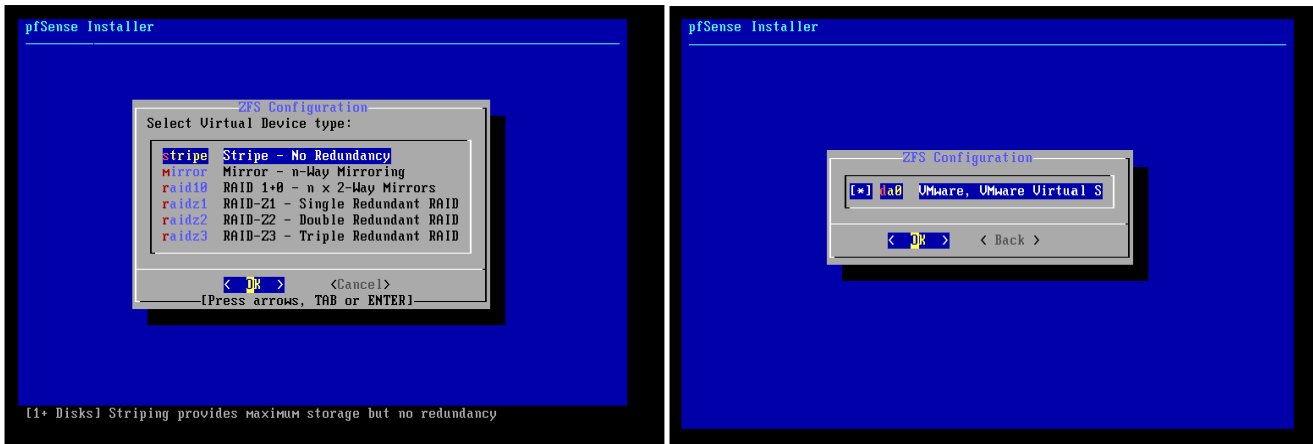 pfSense Installer
ZFS Configuration
Select Virtual Device type:
stripe Stripe - No Redundancy
mirror Mirror - n-Way Mirroring
raid10 RAID 1+0 - n x 2-Way Mirrors
raidz1 RAID-Z1 - Single Redundant RAID
raidz2 RAID-Z2 - Double Redundant RAID
raidz3 RAID-Z3 - Triple Redundant RAID
< OK > <Cancel>
[Press arrows, TAB or ENTER]
[1+ Disks] Striping provides maximum storage but no redundancy
pfSense Installer
ZFS Configuration
[*] da0 VMware, VMware Virtual S
< OK > < Back >